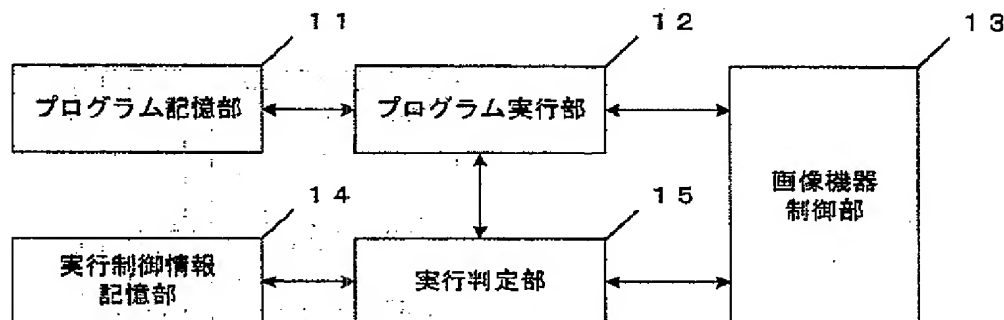 11
12
13
プログラム記憶部
プログラム実行部
画像機器
制御部
14
15
実行制御情報
記憶部
実行判定部